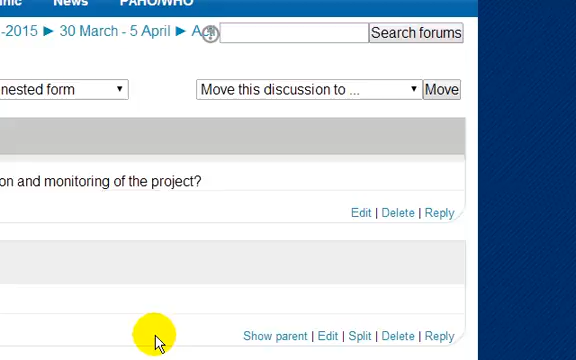 News PAHO/WHO
-2015 ► 30 March - 5 April ►
Search forums
nested form
Move this discussion to ...
Move
on and monitoring of the project?
Edit | Delete | Reply
Show parent | Edit | Split | Delete | Reply